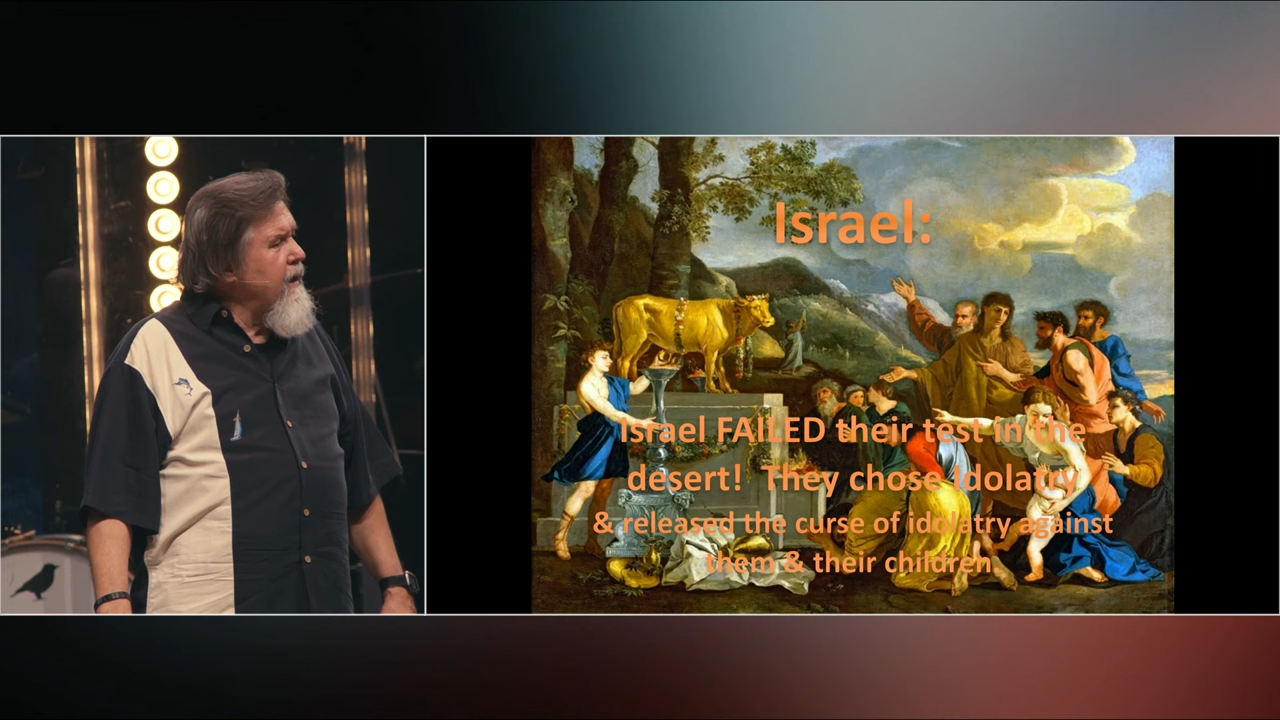 Israel:
Israel FAILED their test in the
desert!  They chose Idolatry
& released the curse of idolatry against
them & their children.